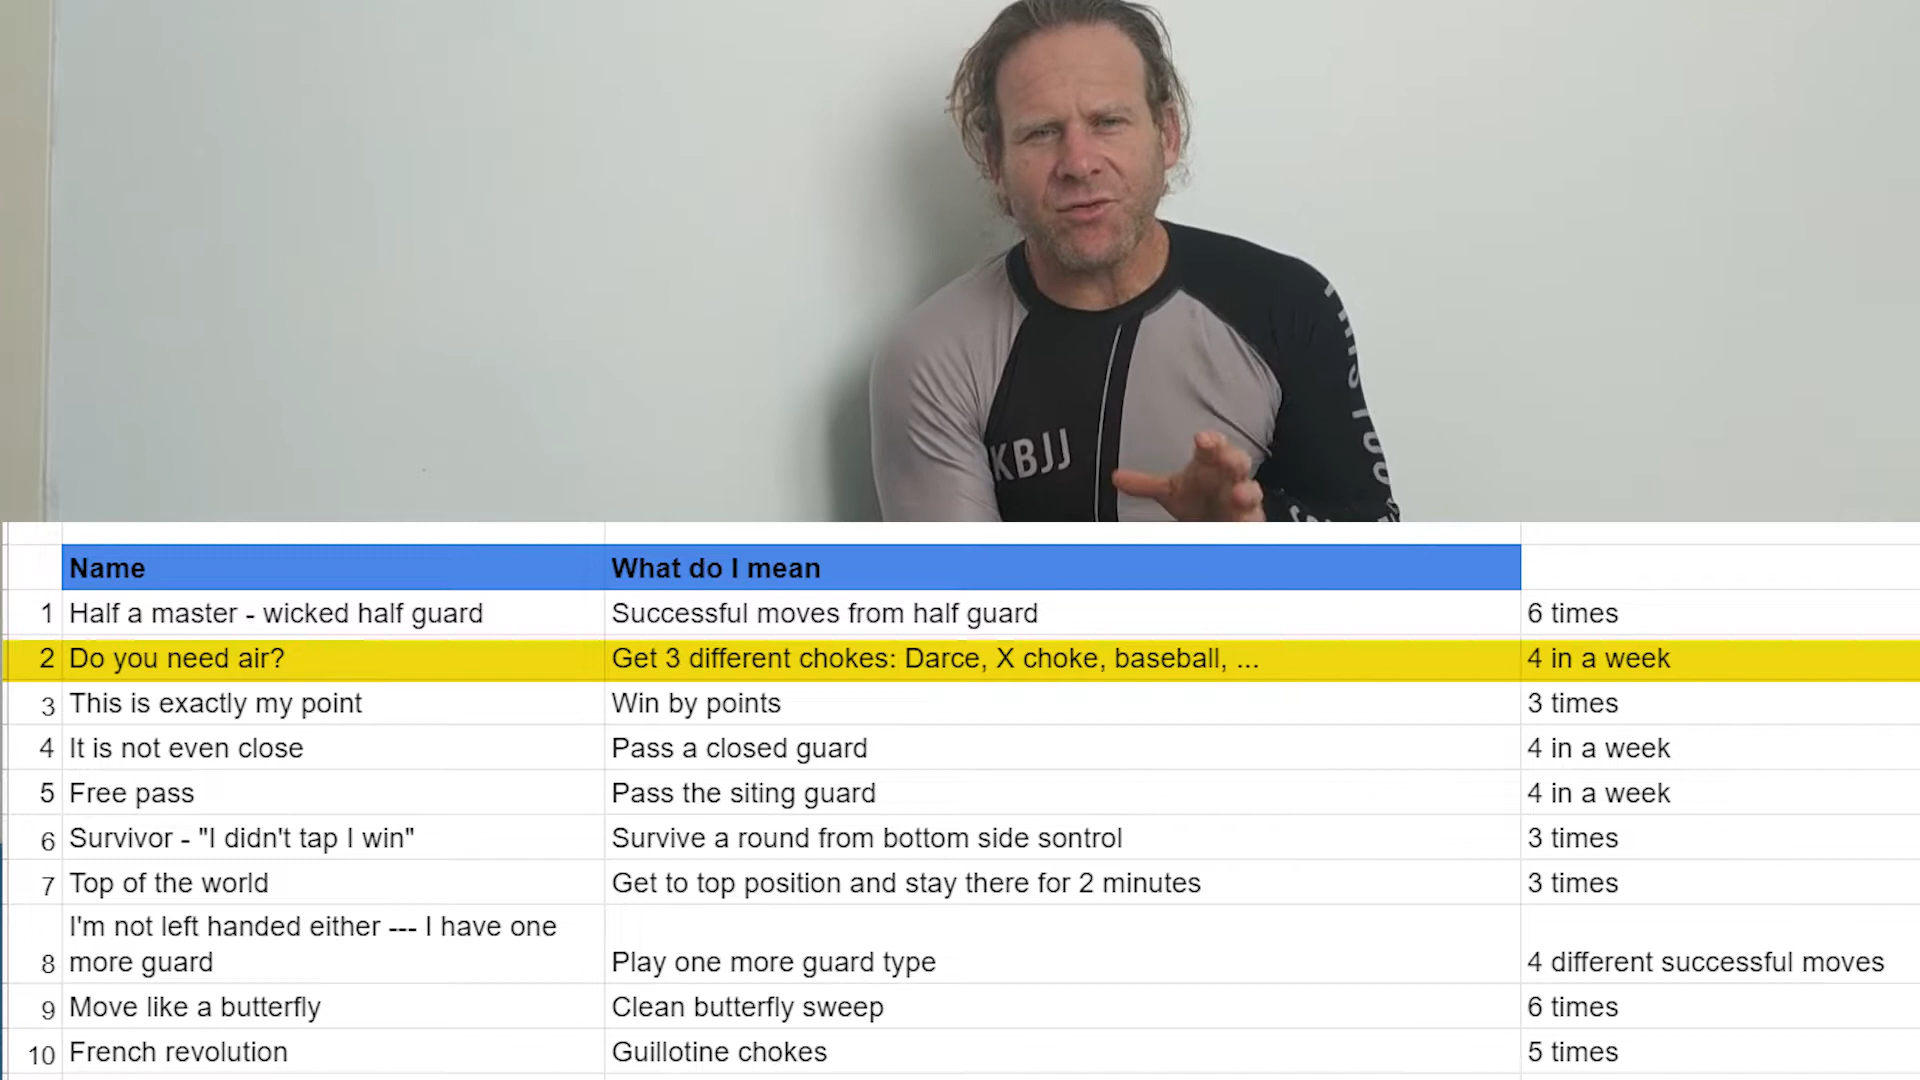 KBJJ
Name What do I mean
1 Half a master - wicked half guard Successful moves from half guard 6 times
2 Do you need air? Get 3 different chokes: Darce, X choke, baseball, ... 4 in a week
3 This is exactly my point Win by points 3 times
4 It is not even close Pass a closed guard 4 in a week
5 Free pass Pass the siting guard 4 in a week
6 Survivor - "I didn't tap I win" Survive a round from bottom side sontrol 3 times
7 Top of the world Get to top position and stay there for 2 minutes 3 times
I'm not left handed either --- I have one
8 more guard Play one more guard type 4 different successful moves
9 Move like a butterfly Clean butterfly sweep 6 times
10 French revolution Guillotine chokes 5 times